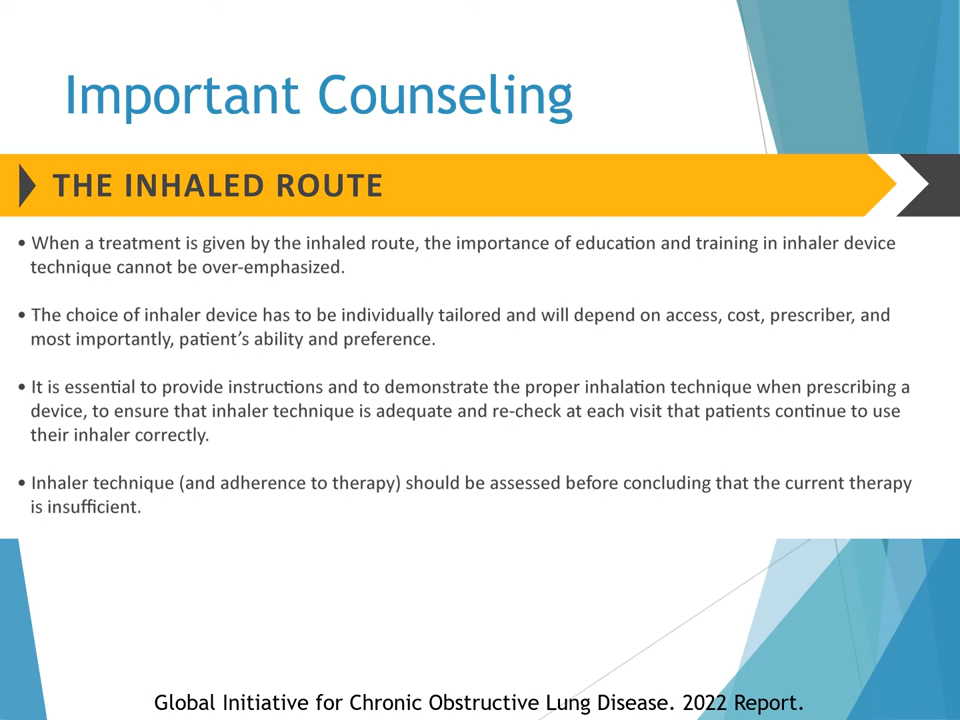 Important Counseling
THE INHALED ROUTE
• When a treatment is given by the inhaled route, the importance of education and training in inhaler device
technique cannot be over-emphasized.
• The choice of inhaler device has to be individually tailored and will depend on access, cost, prescriber, and
most importantly, patient's ability and preference.
• It is essential to provide instructions and to demonstrate the proper inhalation technique when prescribing a
device, to ensure that inhaler technique is adequate and re-check at each visit that patients continue to use
their inhaler correctly.
• Inhaler technique (and adherence to therapy) should be assessed before concluding that the current therapy
is insufficient.
Global Initiative for Chronic Obstructive Lung Disease. 2022 Report.